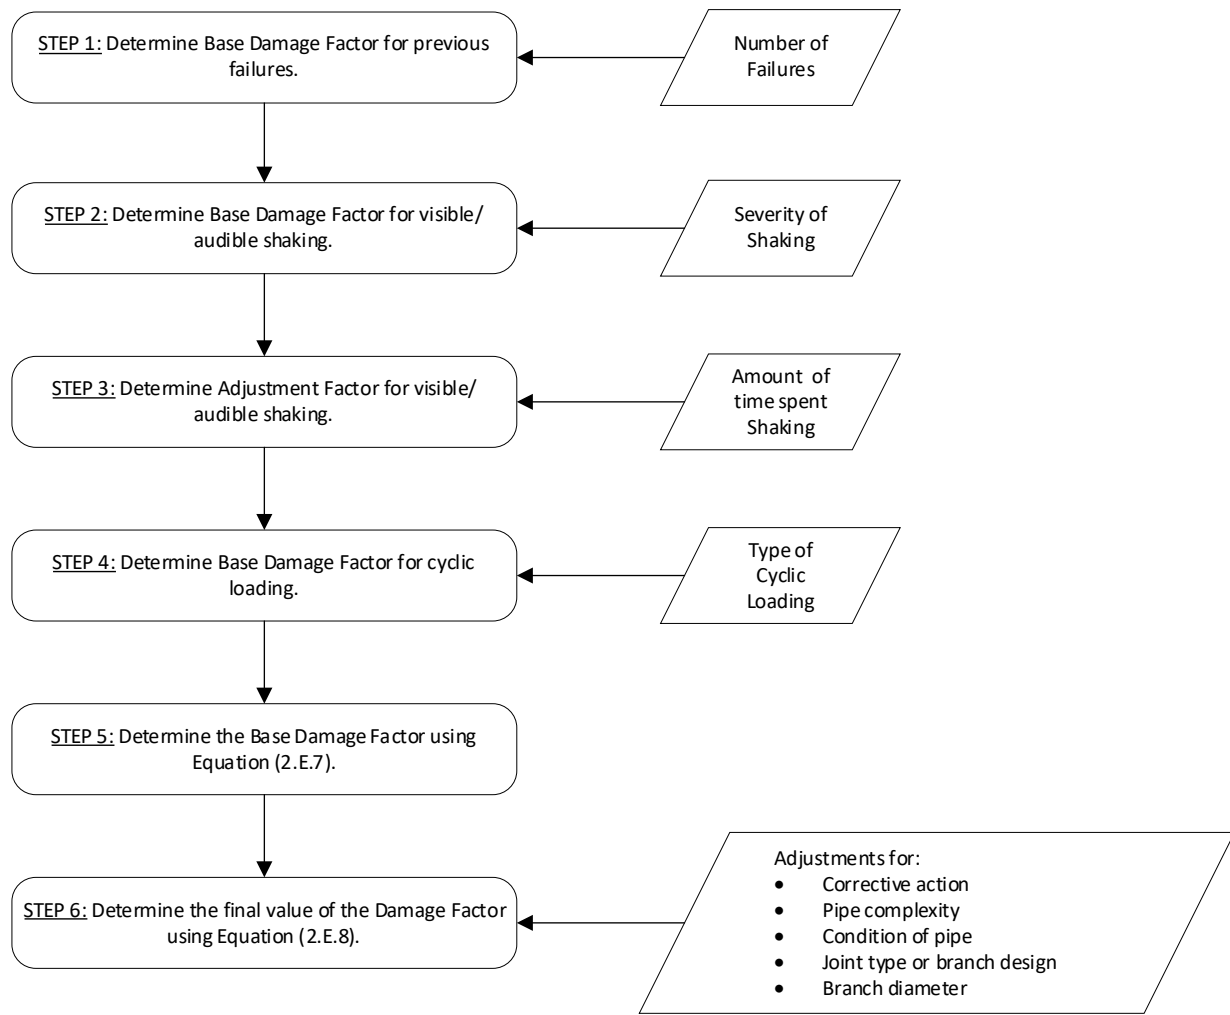 STEP 1: Determine Base Damage Factor for previous
failures.
Number of
Failures
STEP 2: Determine Base Damage Factor for visible/
audible shaking.
Severity of
Shaking
STEP 3: Determine Adjustment Factor for visible/
audible shaking.
Amount of
time spent
Shaking
STEP 4: Determine Base Damage Factor for cyclic
loading.
Type of
Cyclic
Loading
STEP 5: Determine the Base Damage Factor using
Equation (2.E.7).
STEP 6: Determine the final value of the Damage Factor
using Equation (2.E.8).
Adjustments for:
• Corrective action
• Pipe complexity
• Condition of pipe
• Joint type or branch design
• Branch diameter